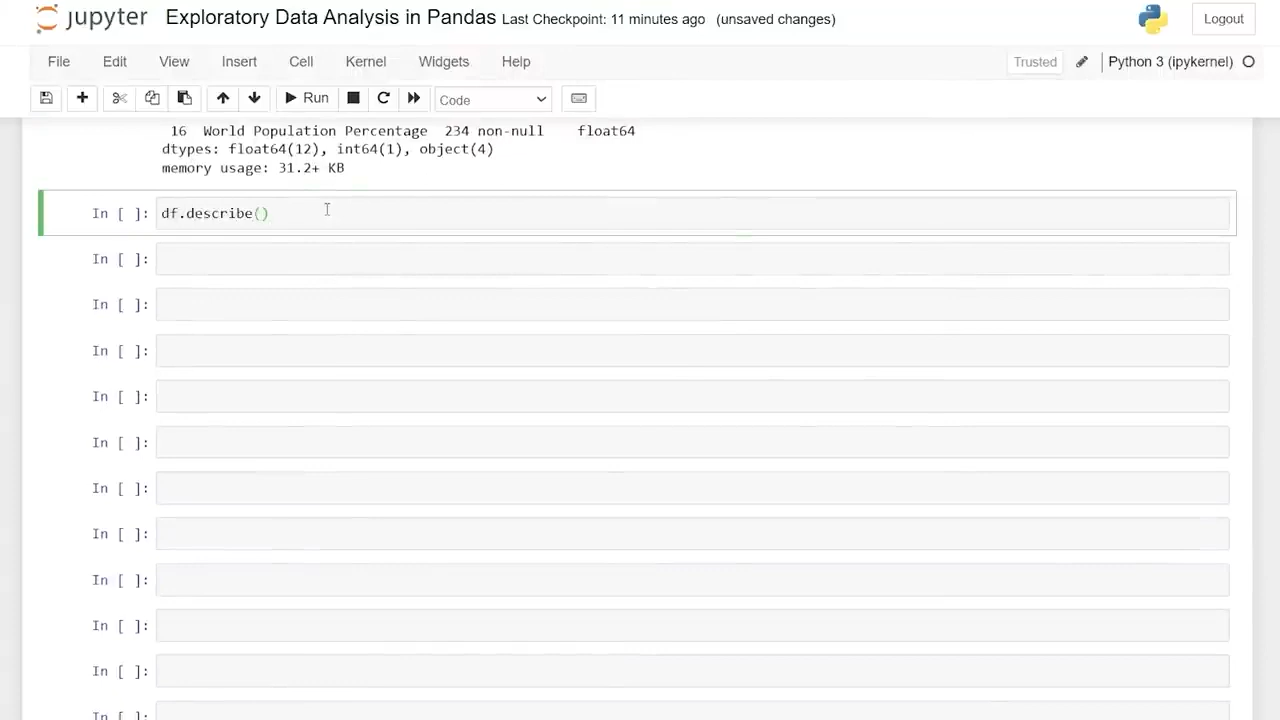 jupyter Exploratory Data Analysis in Pandas Last Checkpoint: 11 minutes ago (unsaved changes) Logout
File Edit View Insert Cell Kernel Widgets Help Trusted Python 3 (ipykernel)
Run Code
16 World Population Percentage 234 non-null float64
dtypes: float64(12), int64(1), object(4)
memory usage: 31.2+ KB
In [ ]: df.describe()
In [ ]:
In [ ]:
In [ ]:
In [ ]:
In [ ]:
In [ ]:
In [ ]:
In [ ]:
In [ ]:
In [ ]:
In [ ]: